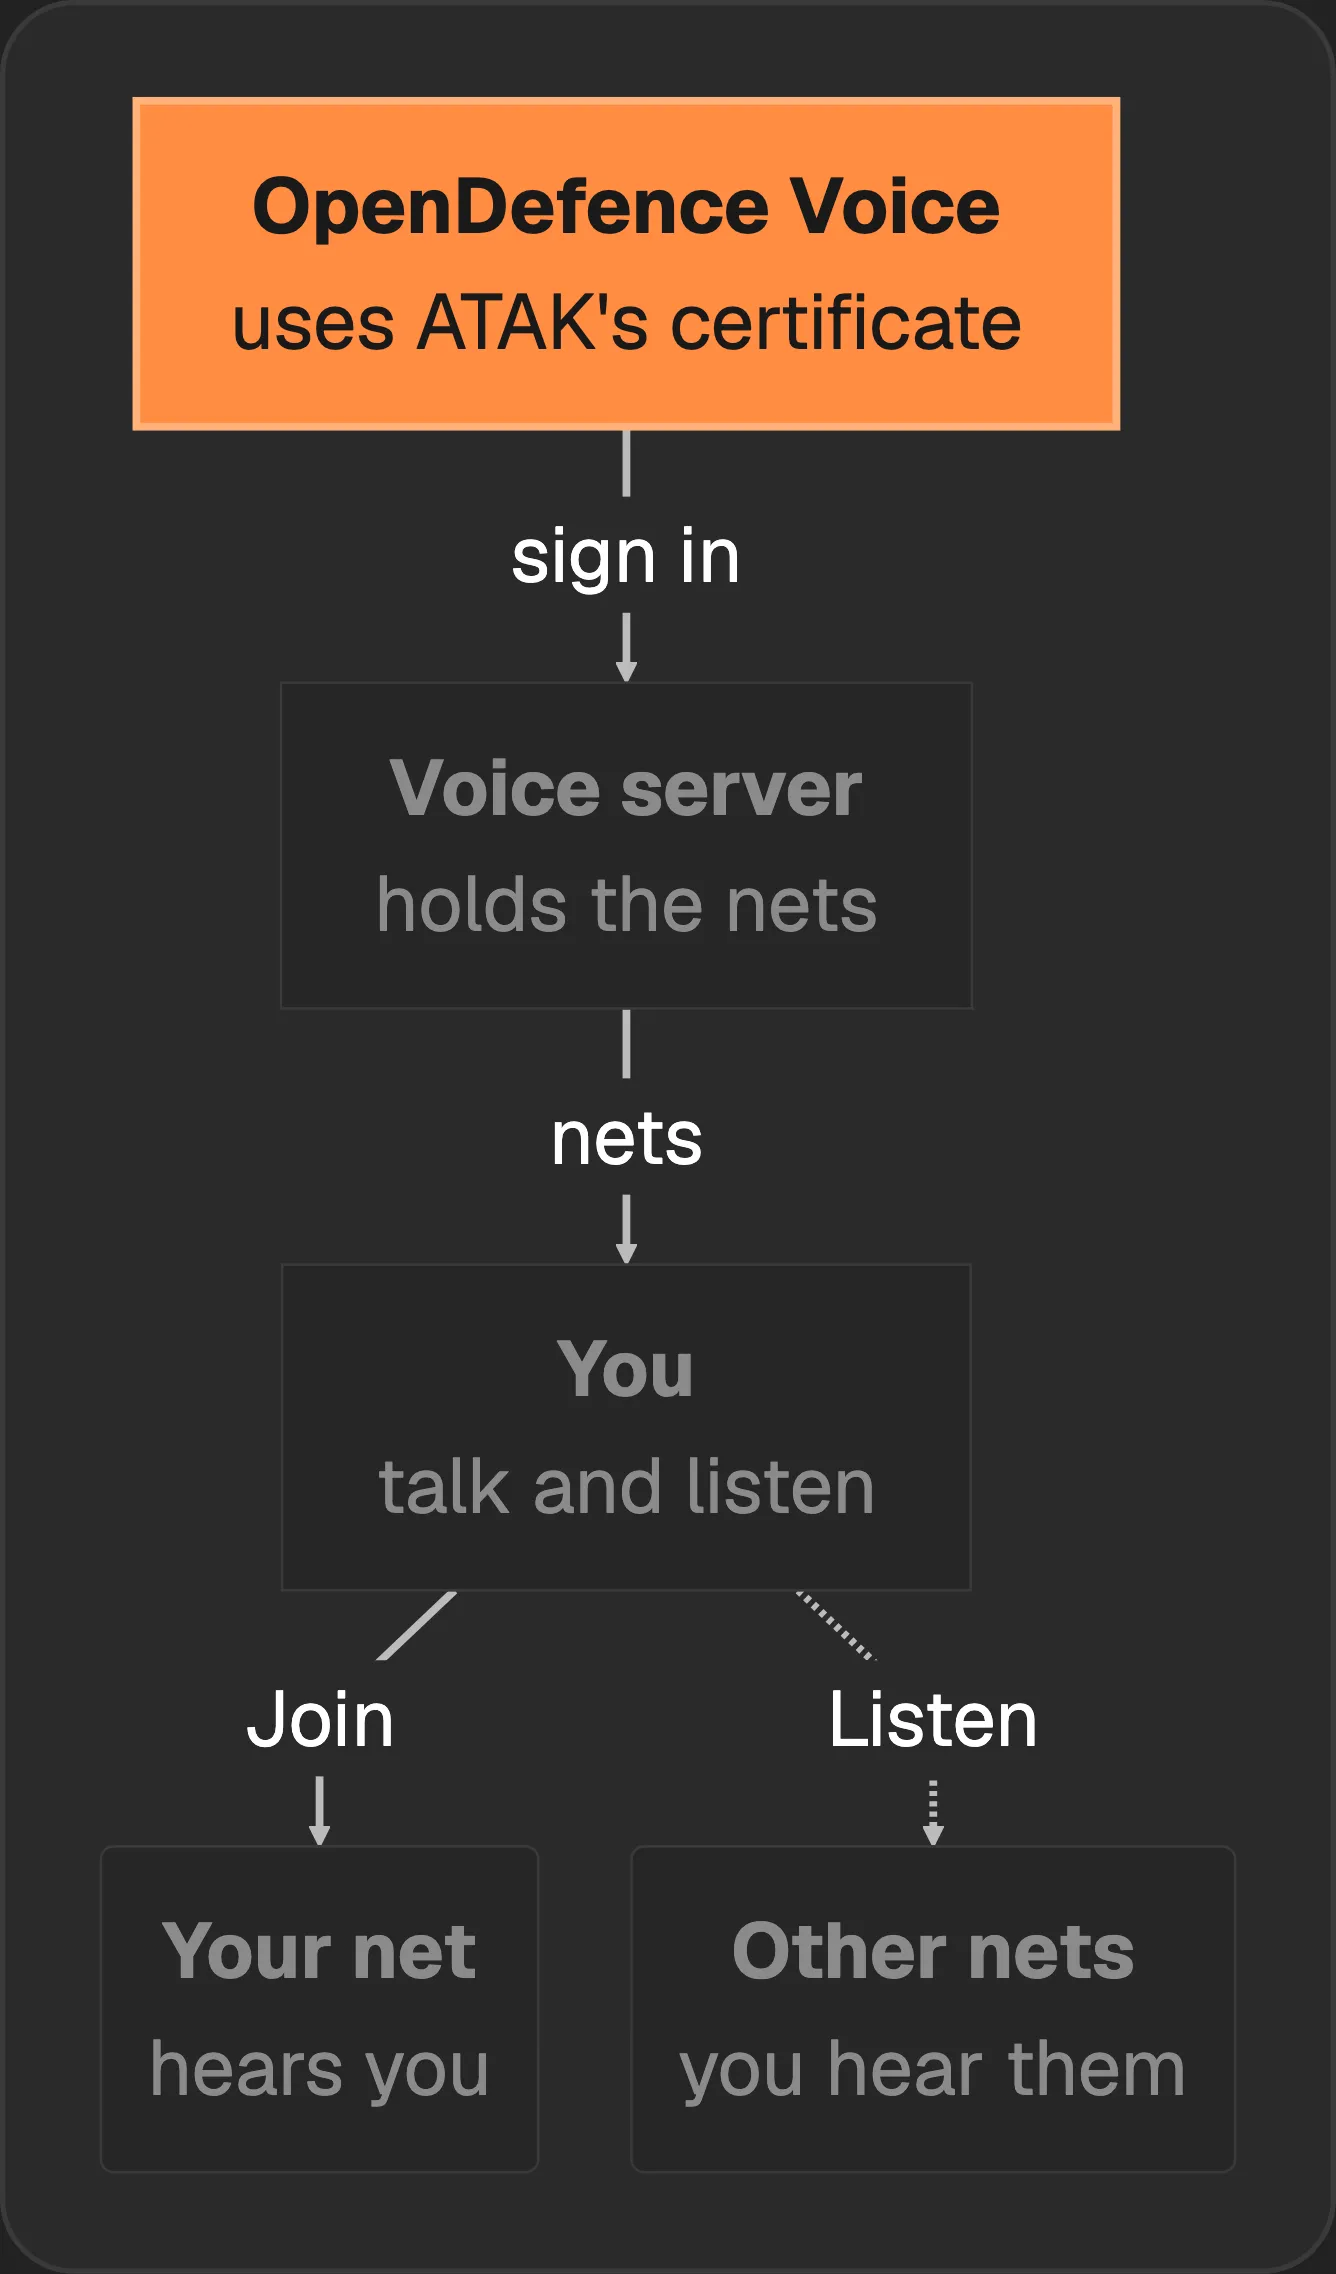 OpenDefence Voice
uses ATAK's certificate
sign in
Voice server
holds the nets
nets
You
talk and listen
Join
Listen
Your net
hears you
Other nets
you hear them